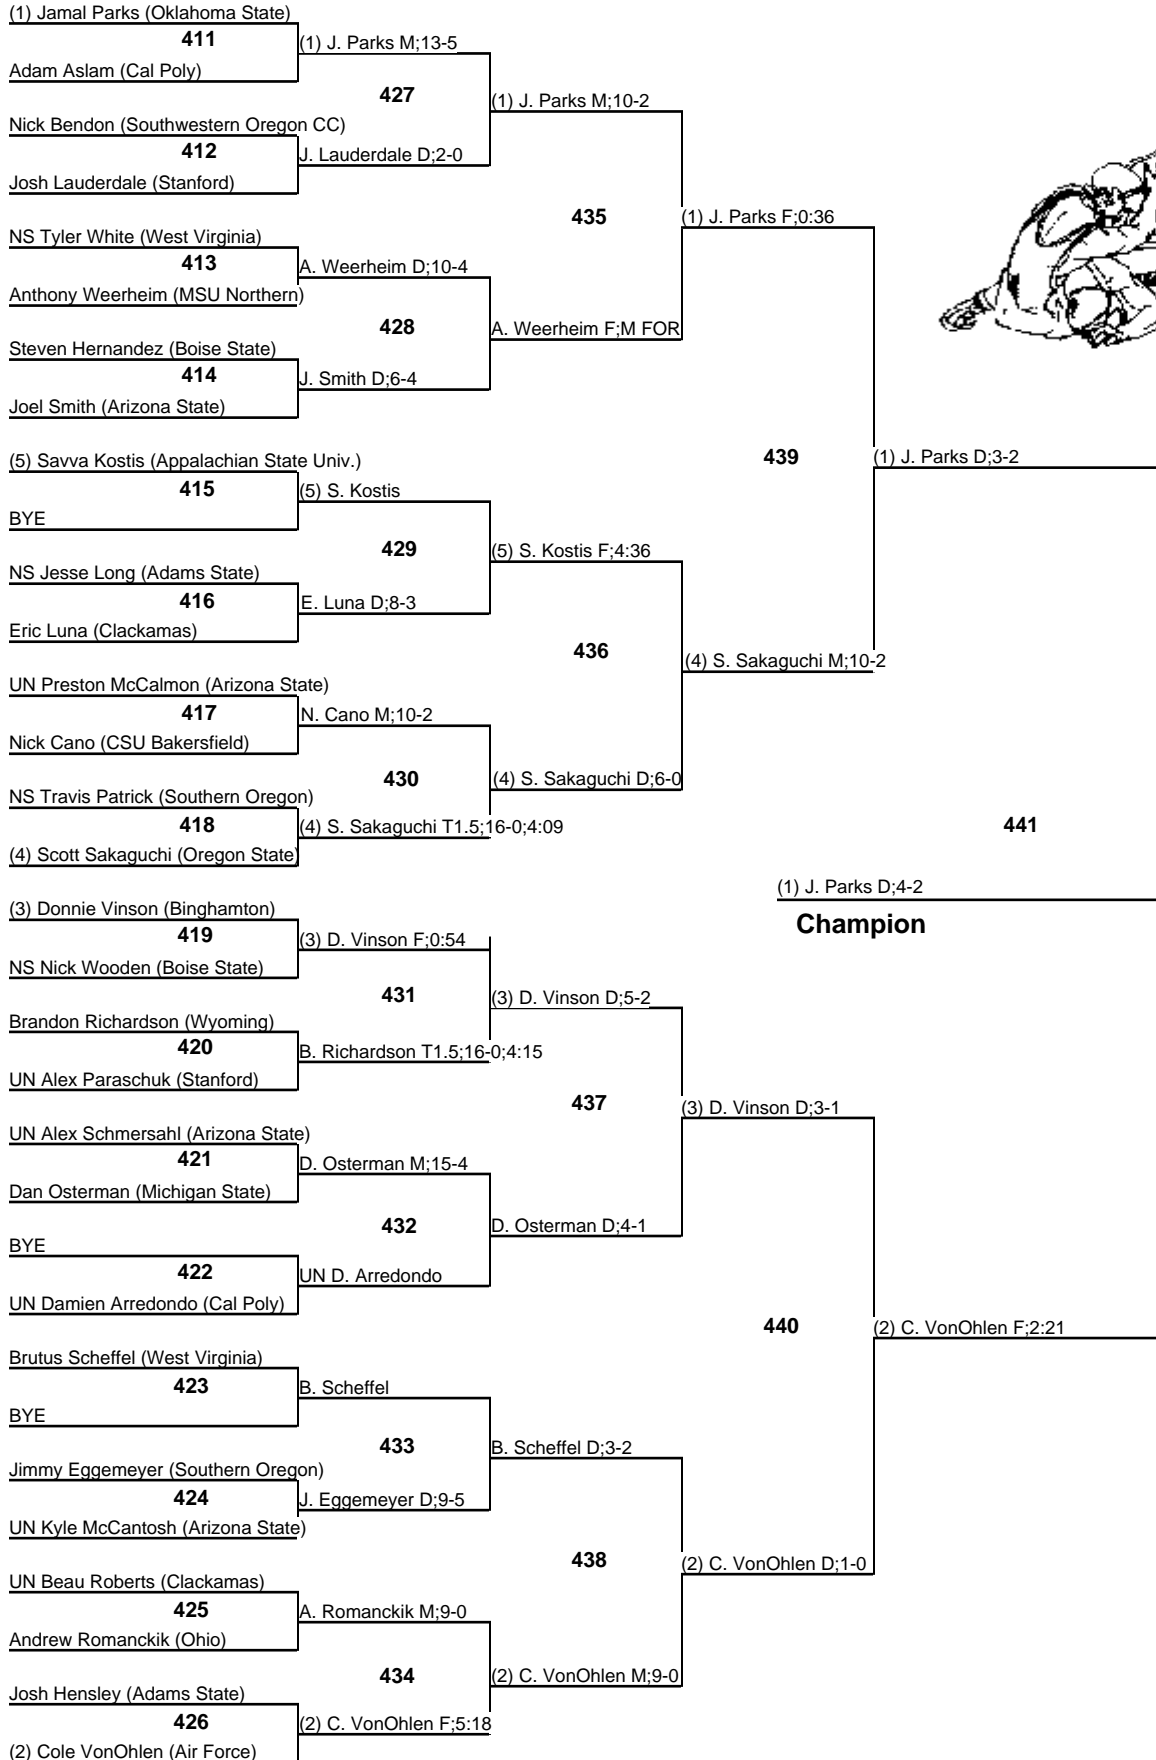 (1) Jamal Parks (Oklahoma State)
411
(1) J. Parks M;13-5
Adam Aslam (Cal Poly)
427
(1) J. Parks M;10-2
Nick Bendon (Southwestern Oregon CC)
412
J. Lauderdale D;2-0
Josh Lauderdale (Stanford)
435
(1) J. Parks F;0:36
NS Tyler White (West Virginia)
413
A. Weerheim D;10-4
Anthony Weerheim (MSU Northern)
428
A. Weerheim F;M FOR
Steven Hernandez (Boise State)
414
J. Smith D;6-4
Joel Smith (Arizona State)
439
(1) J. Parks D;3-2
(5) Savva Kostis (Appalachian State Univ.)
415
(5) S. Kostis
BYE
429
(5) S. Kostis F;4:36
NS Jesse Long (Adams State)
416
E. Luna D;8-3
Eric Luna (Clackamas)
436
(4) S. Sakaguchi M;10-2
UN Preston McCalmon (Arizona State)
417
N. Cano M;10-2
Nick Cano (CSU Bakersfield)
430
(4) S. Sakaguchi D;6-0
NS Travis Patrick (Southern Oregon)
418
(4) S. Sakaguchi T1.5;16-0;4:09
(4) Scott Sakaguchi (Oregon State)
441
(1) J. Parks D;4-2
Champion
(3) Donnie Vinson (Binghamton)
419
(3) D. Vinson F;0:54
NS Nick Wooden (Boise State)
431
(3) D. Vinson D;5-2
Brandon Richardson (Wyoming)
420
B. Richardson T1.5;16-0;4:15
UN Alex Paraschuk (Stanford)
437
(3) D. Vinson D;3-1
UN Alex Schmersahl (Arizona State)
421
D. Osterman M;15-4
Dan Osterman (Michigan State)
432
D. Osterman D;4-1
BYE
422
UN D. Arredondo
UN Damien Arredondo (Cal Poly)
440
(2) C. VonOhlen F;2:21
Brutus Scheffel (West Virginia)
423
B. Scheffel
BYE
433
B. Scheffel D;3-2
Jimmy Eggemeyer (Southern Oregon)
424
J. Eggemeyer D;9-5
UN Kyle McCantosh (Arizona State)
438
(2) C. VonOhlen D;1-0
UN Beau Roberts (Clackamas)
425
A. Romanckik M;9-0
Andrew Romanckik (Ohio)
434
(2) C. VonOhlen M;9-0
Josh Hensley (Adams State)
426
(2) C. VonOhlen F;5:18
(2) Cole VonOhlen (Air Force)